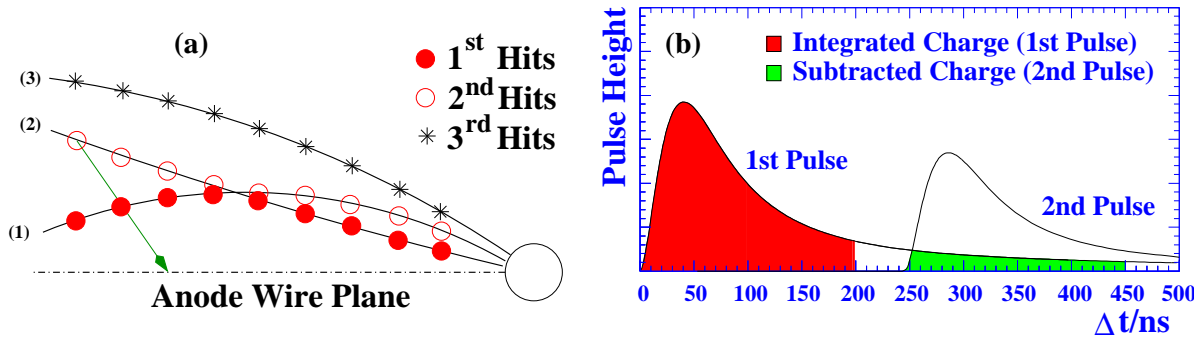 (a)
1st Hits
2nd Hits
3rd Hits
(3)
(2)
(1)
Anode Wire Plane
(b)
Integrated Charge (1st Pulse)
Subtracted Charge (2nd Pulse)
Pulse Height
1st Pulse
2nd Pulse
0 50 100 150 200 250 300 350 400 450 500
Δt/ns